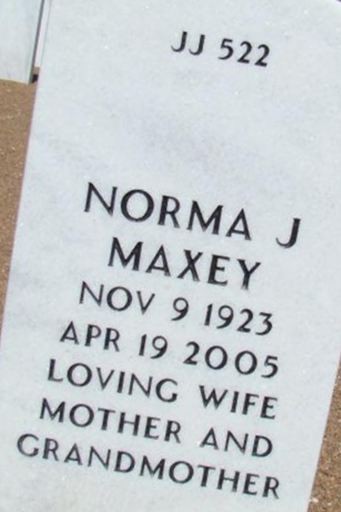 JJ 522
NORMA J
MAXEY
NOV 9 1923
APR 19 2005
LOVING WIFE
MOTHER AND
GRANDMOTHER